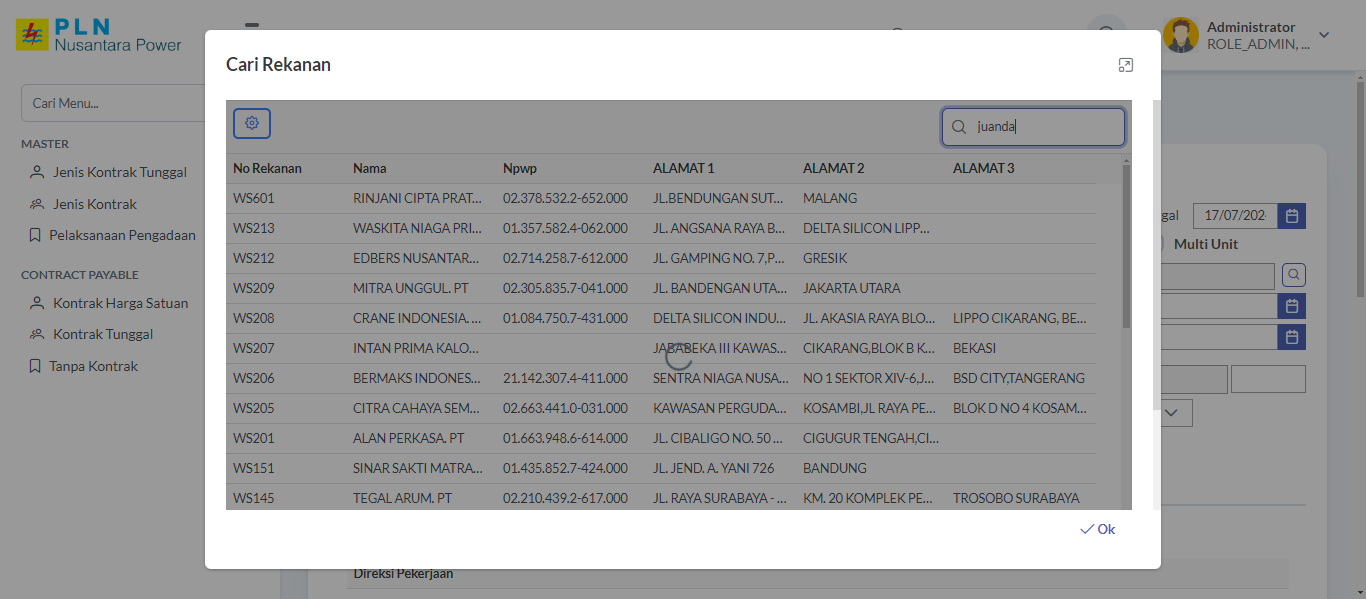 PLN
Nusantara Power
Administrator
ROLE_ADMIN, ...
Cari Menu...
MASTER
Jenis Kontrak Tunggal
Jenis Kontrak
Pelaksanaan Pengadaan
CONTRACT PAYABLE
Kontrak Harga Satuan
Kontrak Tunggal
Tanpa Kontrak
Cari Rekanan
juanda
No Rekanan Nama Npwp ALAMAT 1 ALAMAT 2 ALAMAT 3
WS601 RINJANI CIPTA PRAT... 02.378.532.2-652.000 JL.BENDUNGAN SUT... MALANG
WS213 WASKITA NIAGA PRI... 01.357.582.4-062.000 JL. ANGSANA RAYA B... DELTA SILICON LIPP...
WS212 EDBERS NUSANTAR... 02.714.258.7-612.000 JL. GAMPING NO. 7,P... GRESIK
WS209 MITRA UNGGUL. PT 02.305.835.7-041.000 JL. BANDENGAN UTA... JAKARTA UTARA
WS208 CRANE INDONESIA. ... 01.084.750.7-431.000 DELTA SILICON INDU... JL. AKASIA RAYA BLO... LIPPO CIKARANG, BE...
WS207 INTAN PRIMA KALO... JABABEKA III KAWAS... CIKARANG,BLOK B K... BEKASI
WS206 BERMAKS INDONES... 21.142.307.4-411.000 SENTRA NIAGA NUSA... NO 1 SEKTOR XIV-6,J... BSD CITY,TANGERANG
WS205 CITRA CAHAYA SEM... 02.663.441.0-031.000 KAWASAN PERGUDA... KOSAMBI,JL RAYA PE... BLOK D NO 4 KOSAM...
WS201 ALAN PERKASA. PT 01.663.948.6-614.000 JL. CIBALIGO NO. 50 ... CIGUGUR TENGAH,CI...
WS151 SINAR SAKTI MATRA... 01.435.852.7-424.000 JL. JEND. A. YANI 726 BANDUNG
WS145 TEGAL ARUM. PT 02.210.439.2-617.000 JL. RAYA SURABAYA - ... KM. 20 KOMPLEK PE... TROSOBO SURABAYA
Ok
gal 17/07/202
Multi Unit
Direksi Pekerjaan